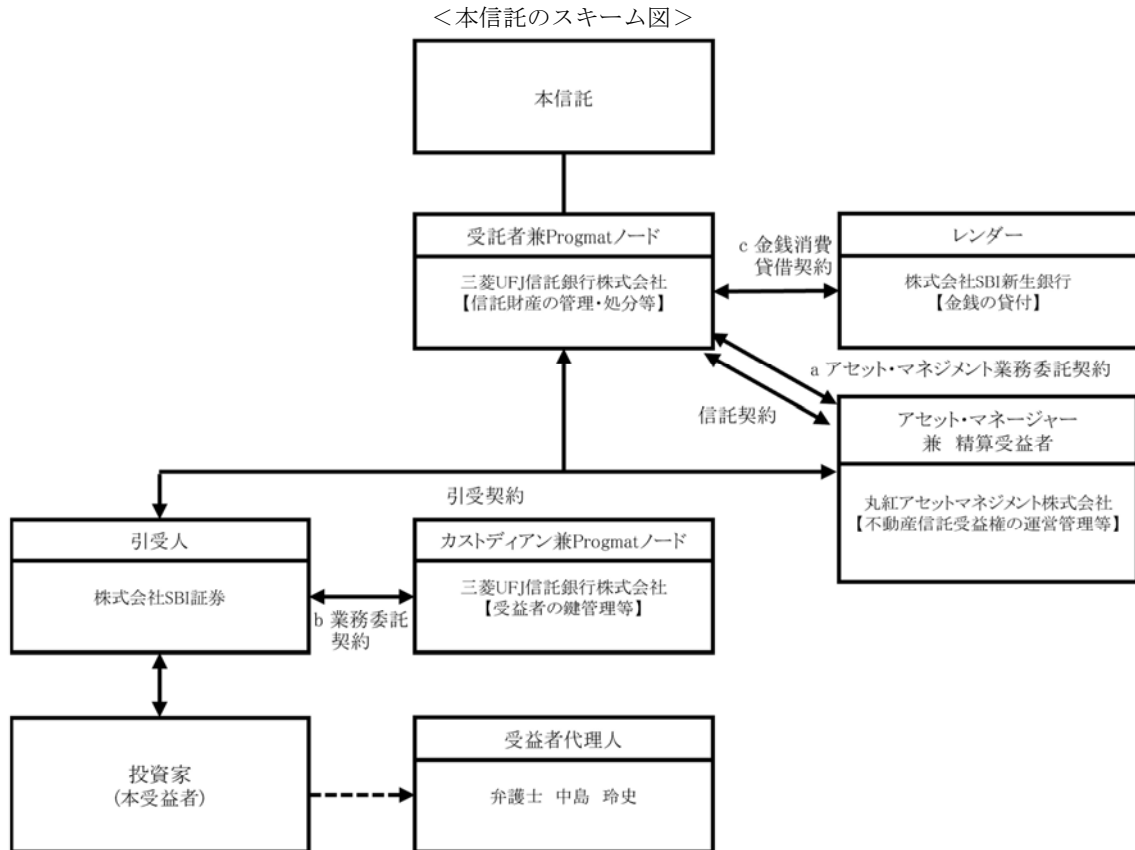 ＜本信託のスキーム図＞
本信託
受託者兼Progmatノード
三菱UFJ信託銀行株式会社
【信託財産の管理・処分等】
c 金銭消費
貸借契約
レンダー
株式会社SBI新生銀行
【金銭の貸付】
a アセット・マネジメント業務委託契約
信託契約
アセット・マネージャー
兼 精算受益者
丸紅アセットマネジメント株式会社
【不動産信託受益権の運営管理等】
引受契約
引受人
株式会社SBI証券
b 業務委託
契約
カストディアン兼Progmatノード
三菱UFJ信託銀行株式会社
【受益者の鍵管理等】
投資家
(本受益者)
受益者代理人
弁護士 中島 玲史